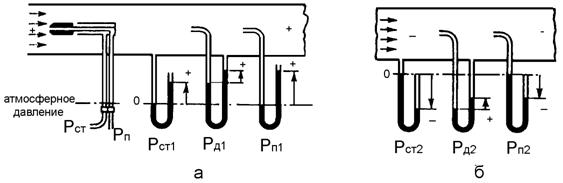 + + + + +
атмосферное
давление
0
Рст Рп
Рст1 Рд1 Рп1
а
- -
0
- + -
Рст2 Рд2 Рп2
б